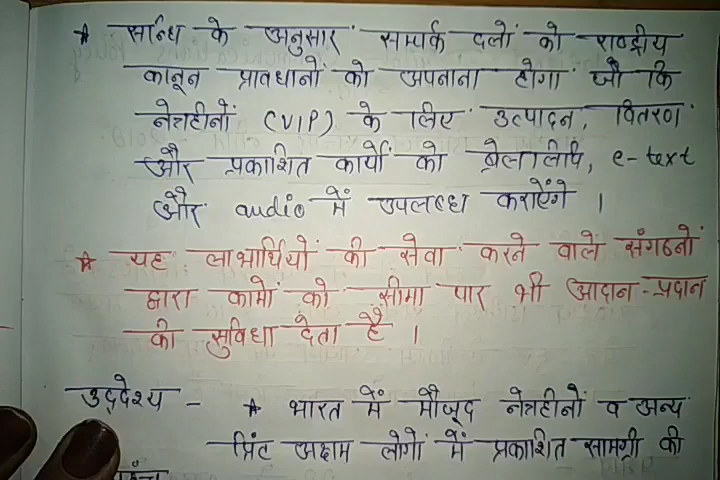 * सन्धि के अनुसार सम्पर्क दलों को राष्ट्रीय
कानून प्रावधानों को अपनाना होगा जो कि
नेत्रहीनों (VIP) के लिए उत्पादन, वितरण
और प्रकाशित कार्यों को ब्रेललिपि, e-text
और audio में उपलब्ध कराऐंगे ।
* यह लाभार्थियों की सेवा करने वाले संगठनों
द्वारा कामों को सीमा पार भी आदान-प्रदान
की सुविधा देता है ।
उद्देश्य - * भारत में मौजूद नेत्रहीनों व अन्य
प्रिंट अक्षम लोगों में प्रकाशित सामग्री की